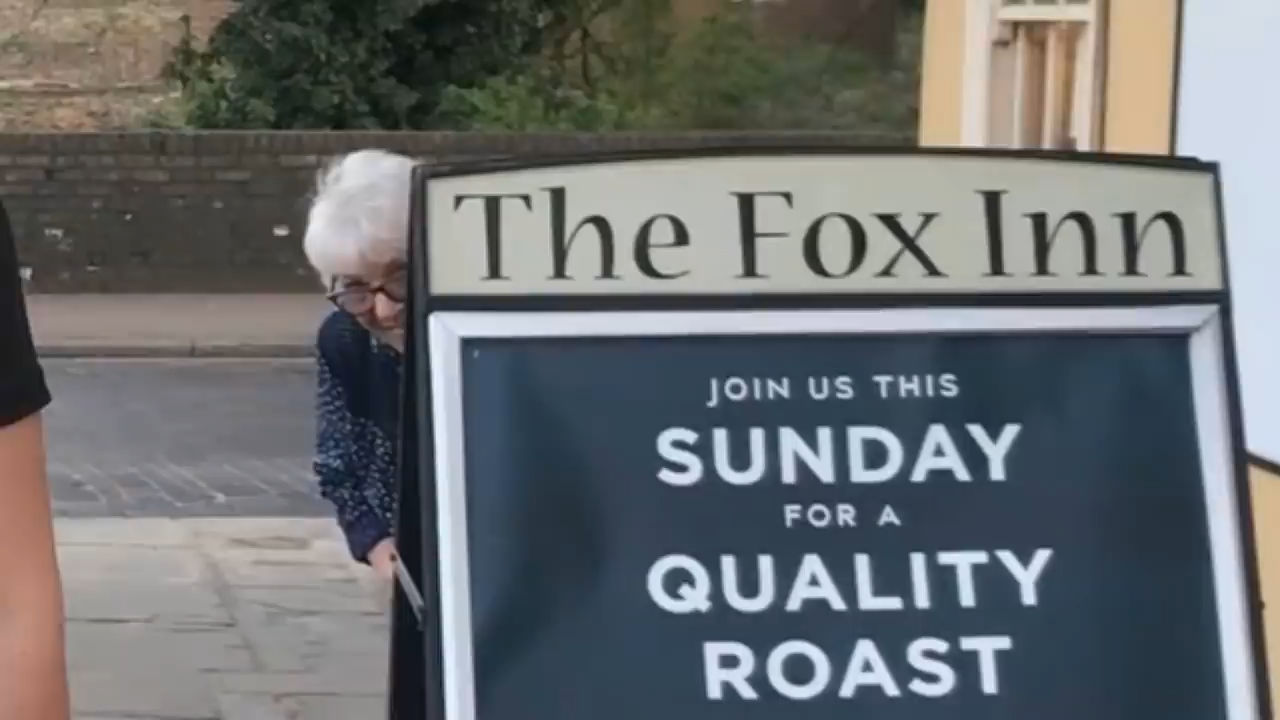 The Fox Inn
JOIN US THIS
SUNDAY
FOR A
QUALITY
ROAST